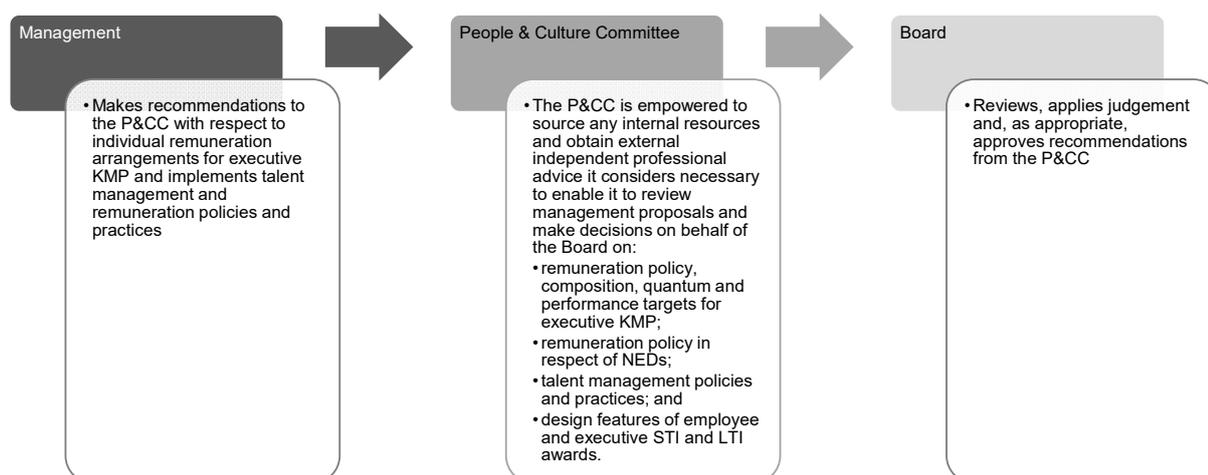 Management
• Makes recommendations to
the P&CC with respect to
individual remuneration
arrangements for executive
KMP and implements talent
management and
remuneration policies and
practices
People & Culture Committee
• The P&CC is empowered to
source any internal resources
and obtain external
independent professional
advice it considers necessary
to enable it to review
management proposals and
make decisions on behalf of
the Board on:
• remuneration policy,
composition, quantum and
performance targets for
executive KMP;
• remuneration policy in
respect of NEDs;
• talent management policies
and practices; and
• design features of employee
and executive STI and LTI
awards.
Board
• Reviews, applies judgement
and, as appropriate,
approves recommendations
from the P&CC